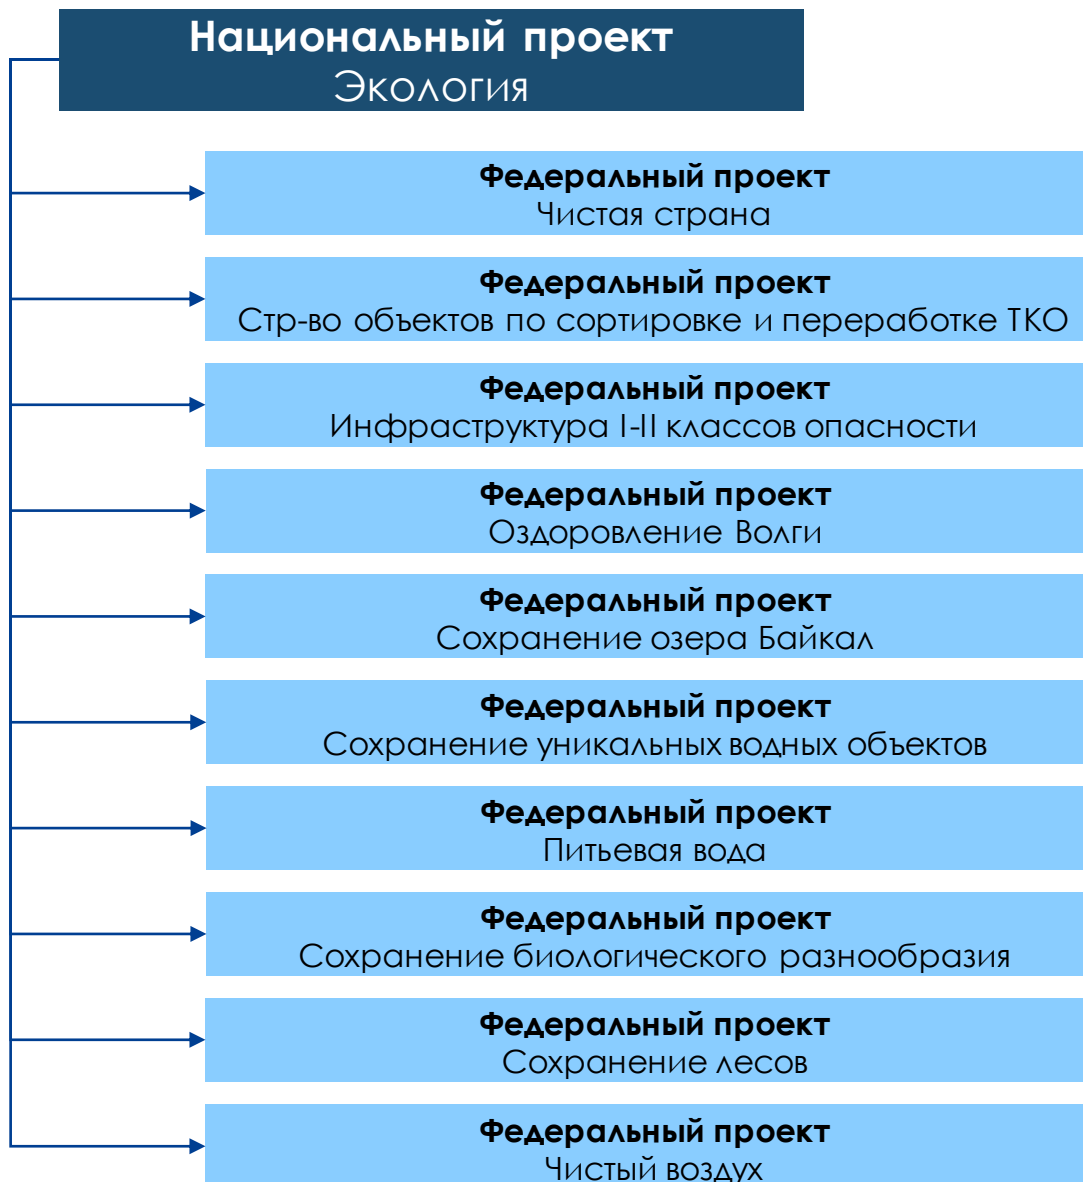 Национальный проект
Экология
Федеральный проект
Чистая страна
Федеральный проект
Стр-во объектов по сортировке и переработке ТКО
Федеральный проект
Инфраструктура I-II классов опасности
Федеральный проект
Оздоровление Волги
Федеральный проект
Сохранение озера Байкал
Федеральный проект
Сохранение уникальных водных объектов
Федеральный проект
Питьевая вода
Федеральный проект
Сохранение биологического разнообразия
Федеральный проект
Сохранение лесов
Федеральный проект
Чистый воздух